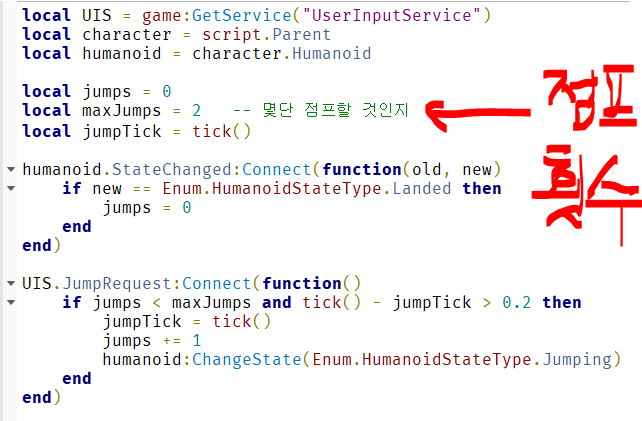 local UIS = game:GetService("UserInputService")
local character = script.Parent
local humanoid = character.Humanoid

local jumps = 0
local maxJumps = 2   -- 몇단 점프할 것인지
local jumpTick = tick()
점프
횟수

humanoid.StateChanged:Connect(function(old, new)
    if new == Enum.HumanoidStateType.Landed then
        jumps = 0
    end
end)

UIS.JumpRequest:Connect(function()
    if jumps < maxJumps and tick() - jumpTick > 0.2 then
        jumpTick = tick()
        jumps += 1
        humanoid:ChangeState(Enum.HumanoidStateType.Jumping)
    end
end)